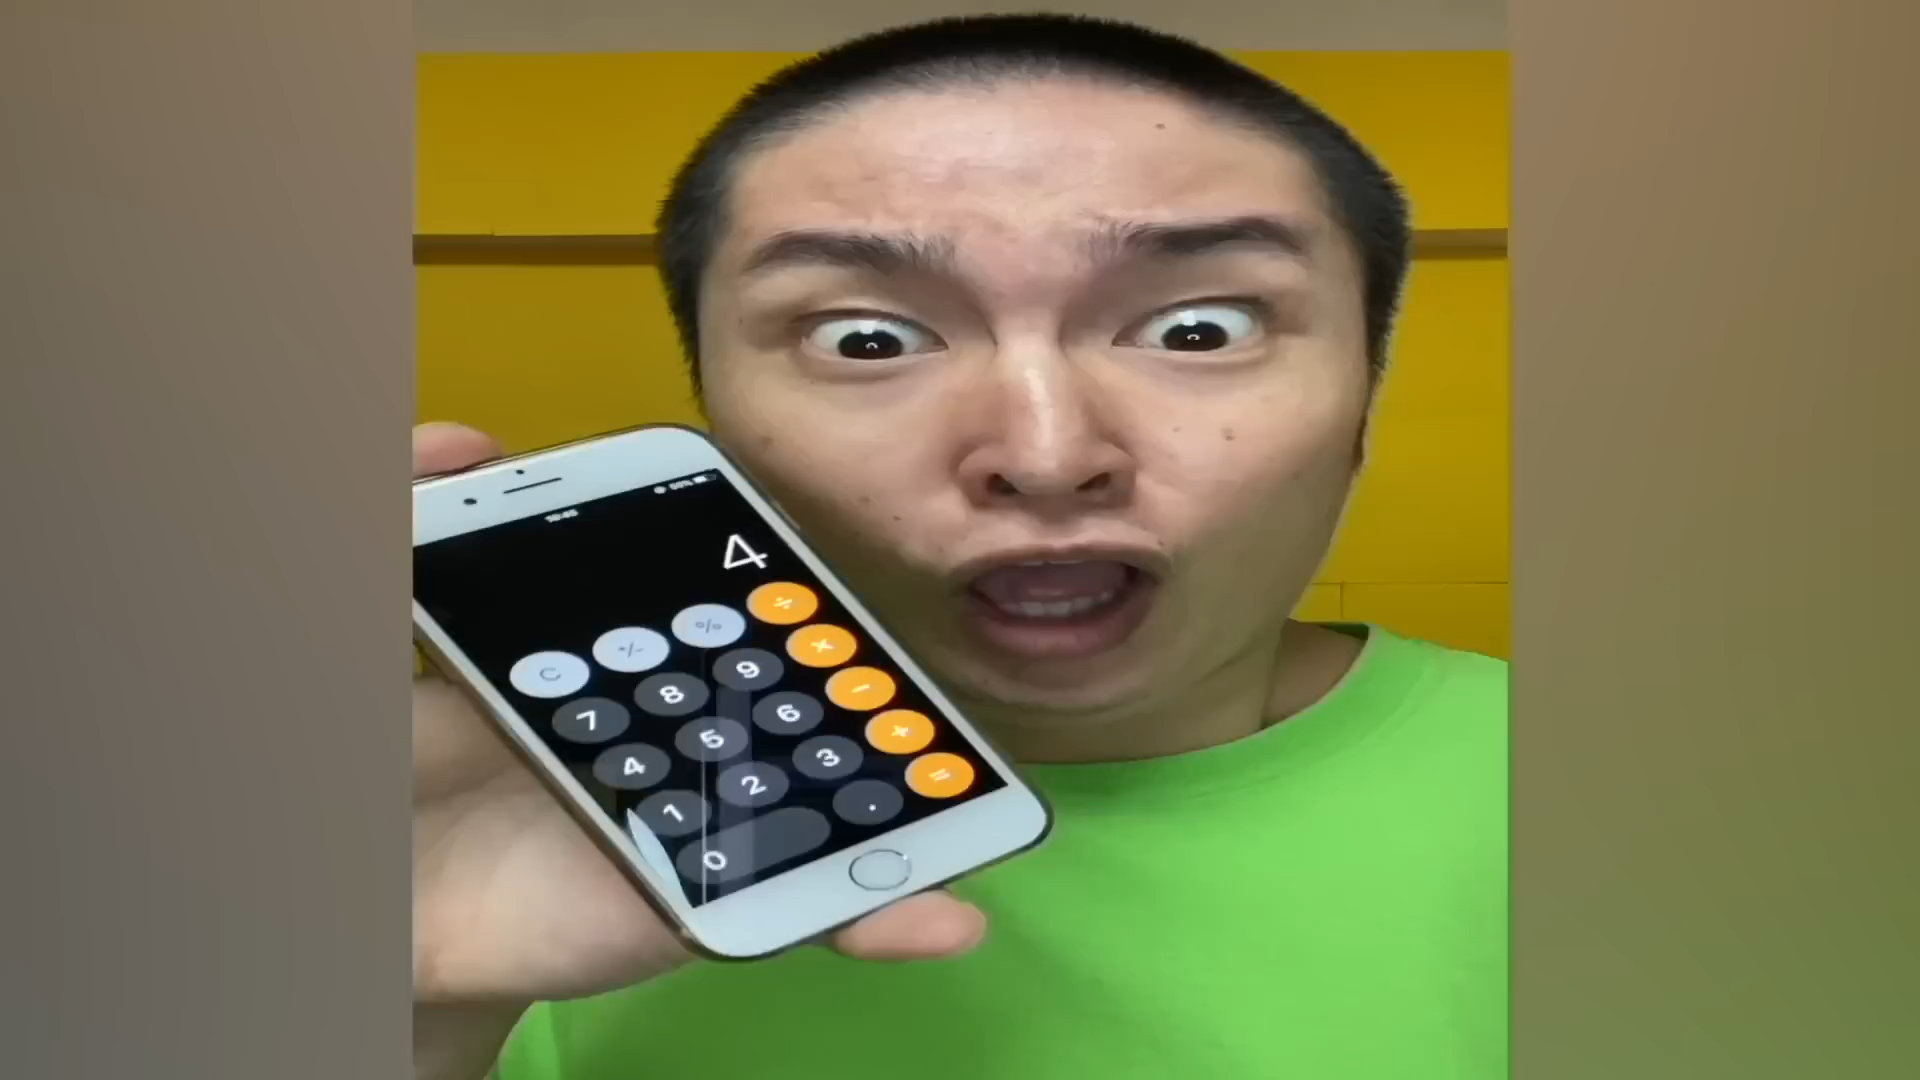 4
C +/- % ÷
7 8 9 ×
4 5 6 −
1 2 3 +
0 . =